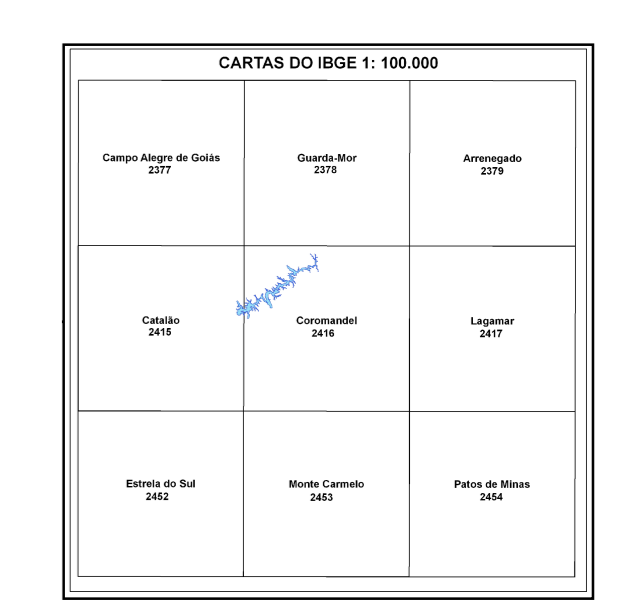 CARTAS DO IBGE 1: 100.000
Campo Alegre de Goiás
2377
Guarda-Mor
2378
Arrenegado
2379
Catalão
2415
Coromandel
2416
Lagamar
2417
Estrela do Sul
2452
Monte Carmelo
2453
Patos de Minas
2454